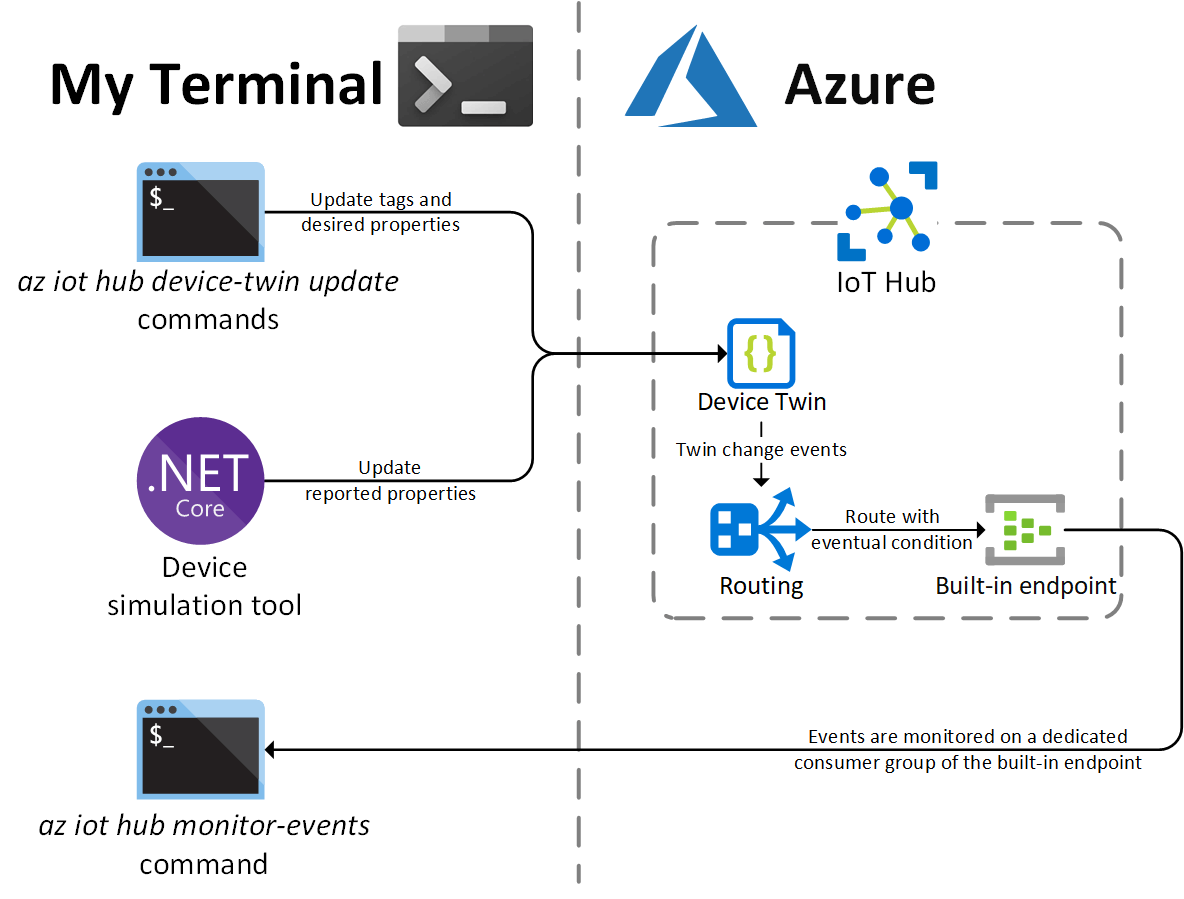 My Terminal
Azure
$_
Update tags and
desired properties
az iot hub device-twin update
commands
IoT Hub
{}
Device Twin
Twin change events
.NET
Core
Update
reported properties
Device
simulation tool
Route with
eventual condition
Routing
Built-in endpoint
$_
Events are monitored on a dedicated
consumer group of the built-in endpoint
az iot hub monitor-events
command